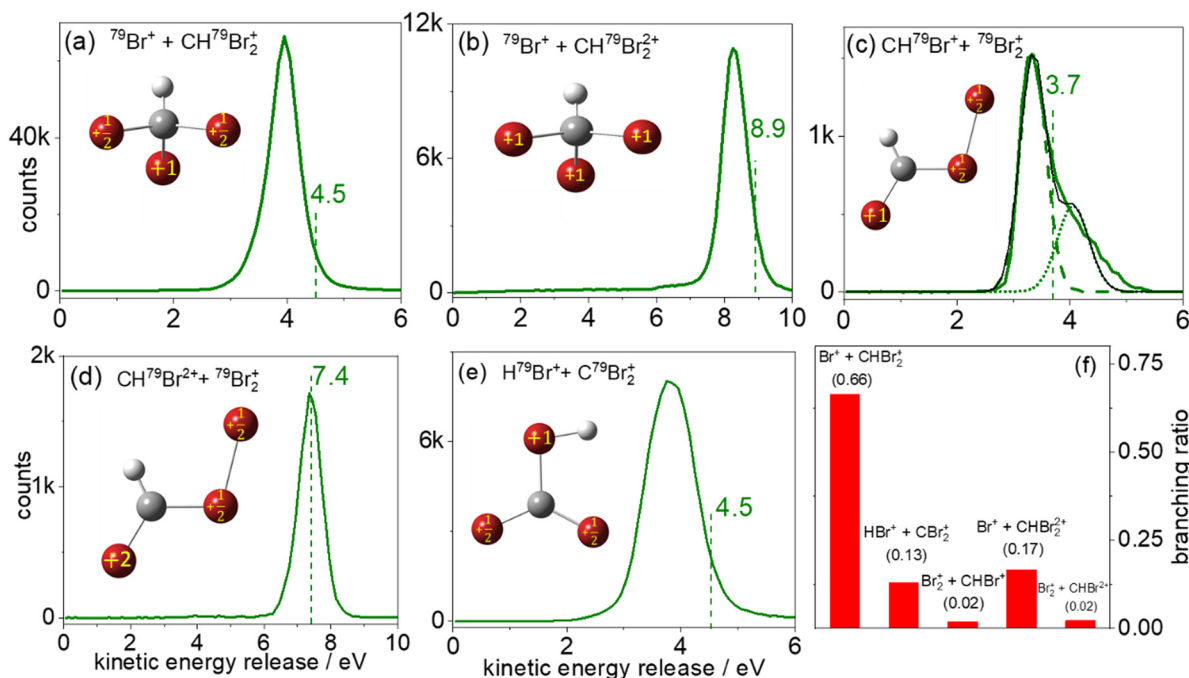 (a) ⁷⁹Br⁺ + CH⁷⁹Br₂⁺
counts
40k
0
0 2 4 6
+1/2 +1/2
+1
4.5
(b) ⁷⁹Br⁺ + CH⁷⁹Br₂²⁺
12k
6k
0
0 2 4 6 8 10
+1 +1
+1
8.9
(c) CH⁷⁹Br⁺+ ⁷⁹Br₂⁺
3.7
1k
0
0 2 4 6
+1/2
+1/2
+1
(d) CH⁷⁹Br²⁺+ ⁷⁹Br₂⁺
7.4
counts
2k
1k
0
0 2 4 6 8 10
+1/2
+1/2
+2
kinetic energy release / eV
(e) H⁷⁹Br⁺+ C⁷⁹Br₂⁺
6k
0
0 2 4 6
+1
+1/2 +1/2
4.5
kinetic energy release / eV
(f)
Br⁺ + CHBr₂⁺
(0.66)
HBr⁺ + CBr₂⁺
(0.13)
Br₂⁺ + CHBr⁺
(0.02)
Br⁺ + CHBr₂²⁺
(0.17)
Br₂⁺ + CHBr²⁺
(0.02)
0.75
0.50
0.25
0.00
branching ratio